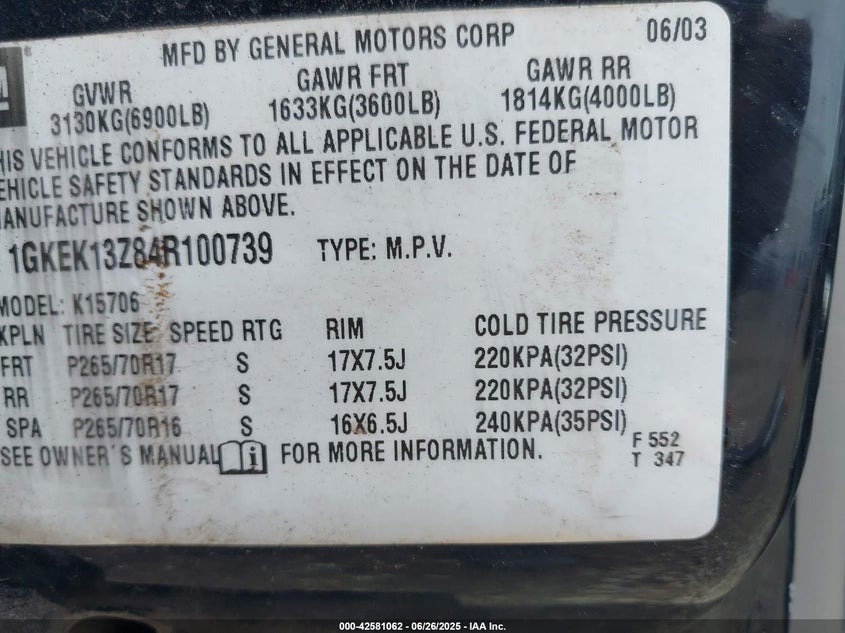 MFD BY GENERAL MOTORS CORP 06/03
GVWR GAWR FRT GAWR RR
3130KG(6900LB) 1633KG(3600LB) 1814KG(4000LB)
HIS VEHICLE CONFORMS TO ALL APPLICABLE U.S. FEDERAL MOTOR
EHICLE SAFETY STANDARDS IN EFFECT ON THE DATE OF
MANUFACTURE SHOWN ABOVE.
1GKEK13Z84R100739 TYPE: M.P.V.
MODEL: K15706
XPLN TIRE SIZE SPEED RTG RIM COLD TIRE PRESSURE
FRT P265/70R17 S 17X7.5J 220KPA(32PSI)
RR P265/70R17 S 17X7.5J 220KPA(32PSI)
SPA P265/70R16 S 16X6.5J 240KPA(35PSI)
SEE OWNER'S MANUAL i FOR MORE INFORMATION.
F 552
T 347
000-42581062 - 06/26/2025 - IAA Inc.